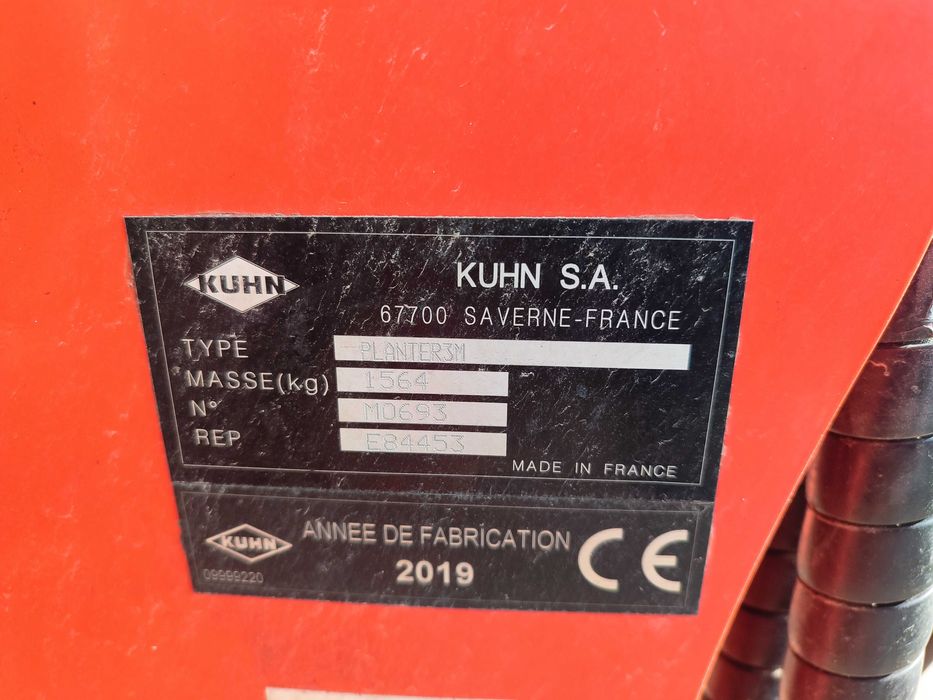 KUHN
KUHN S.A.
67700 SAVERNE-FRANCE
TYPE PLANTER3M
MASSE(kg) 1564
N° M0693
REP E84453
MADE IN FRANCE
KUHN
09999220
ANNEE DE FABRICATION
2019
CE